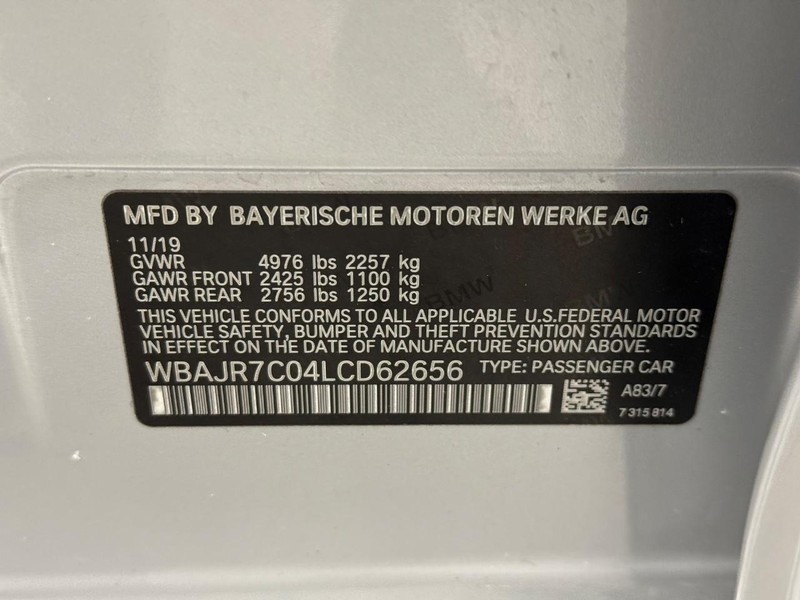 MFD BY BAYERISCHE MOTOREN WERKE AG
11/19
GVWR 4976 lbs 2257 kg
GAWR FRONT 2425 lbs 1100 kg
GAWR REAR 2756 lbs 1250 kg
THIS VEHICLE CONFORMS TO ALL APPLICABLE U.S.FEDERAL MOTOR
VEHICLE SAFETY, BUMPER AND THEFT PREVENTION STANDARDS
IN EFFECT ON THE DATE OF MANUFACTURE SHOWN ABOVE.
WBAJR7C04LCD62656 TYPE: PASSENGER CAR
A83/7
7 315 814
BMW
BMW